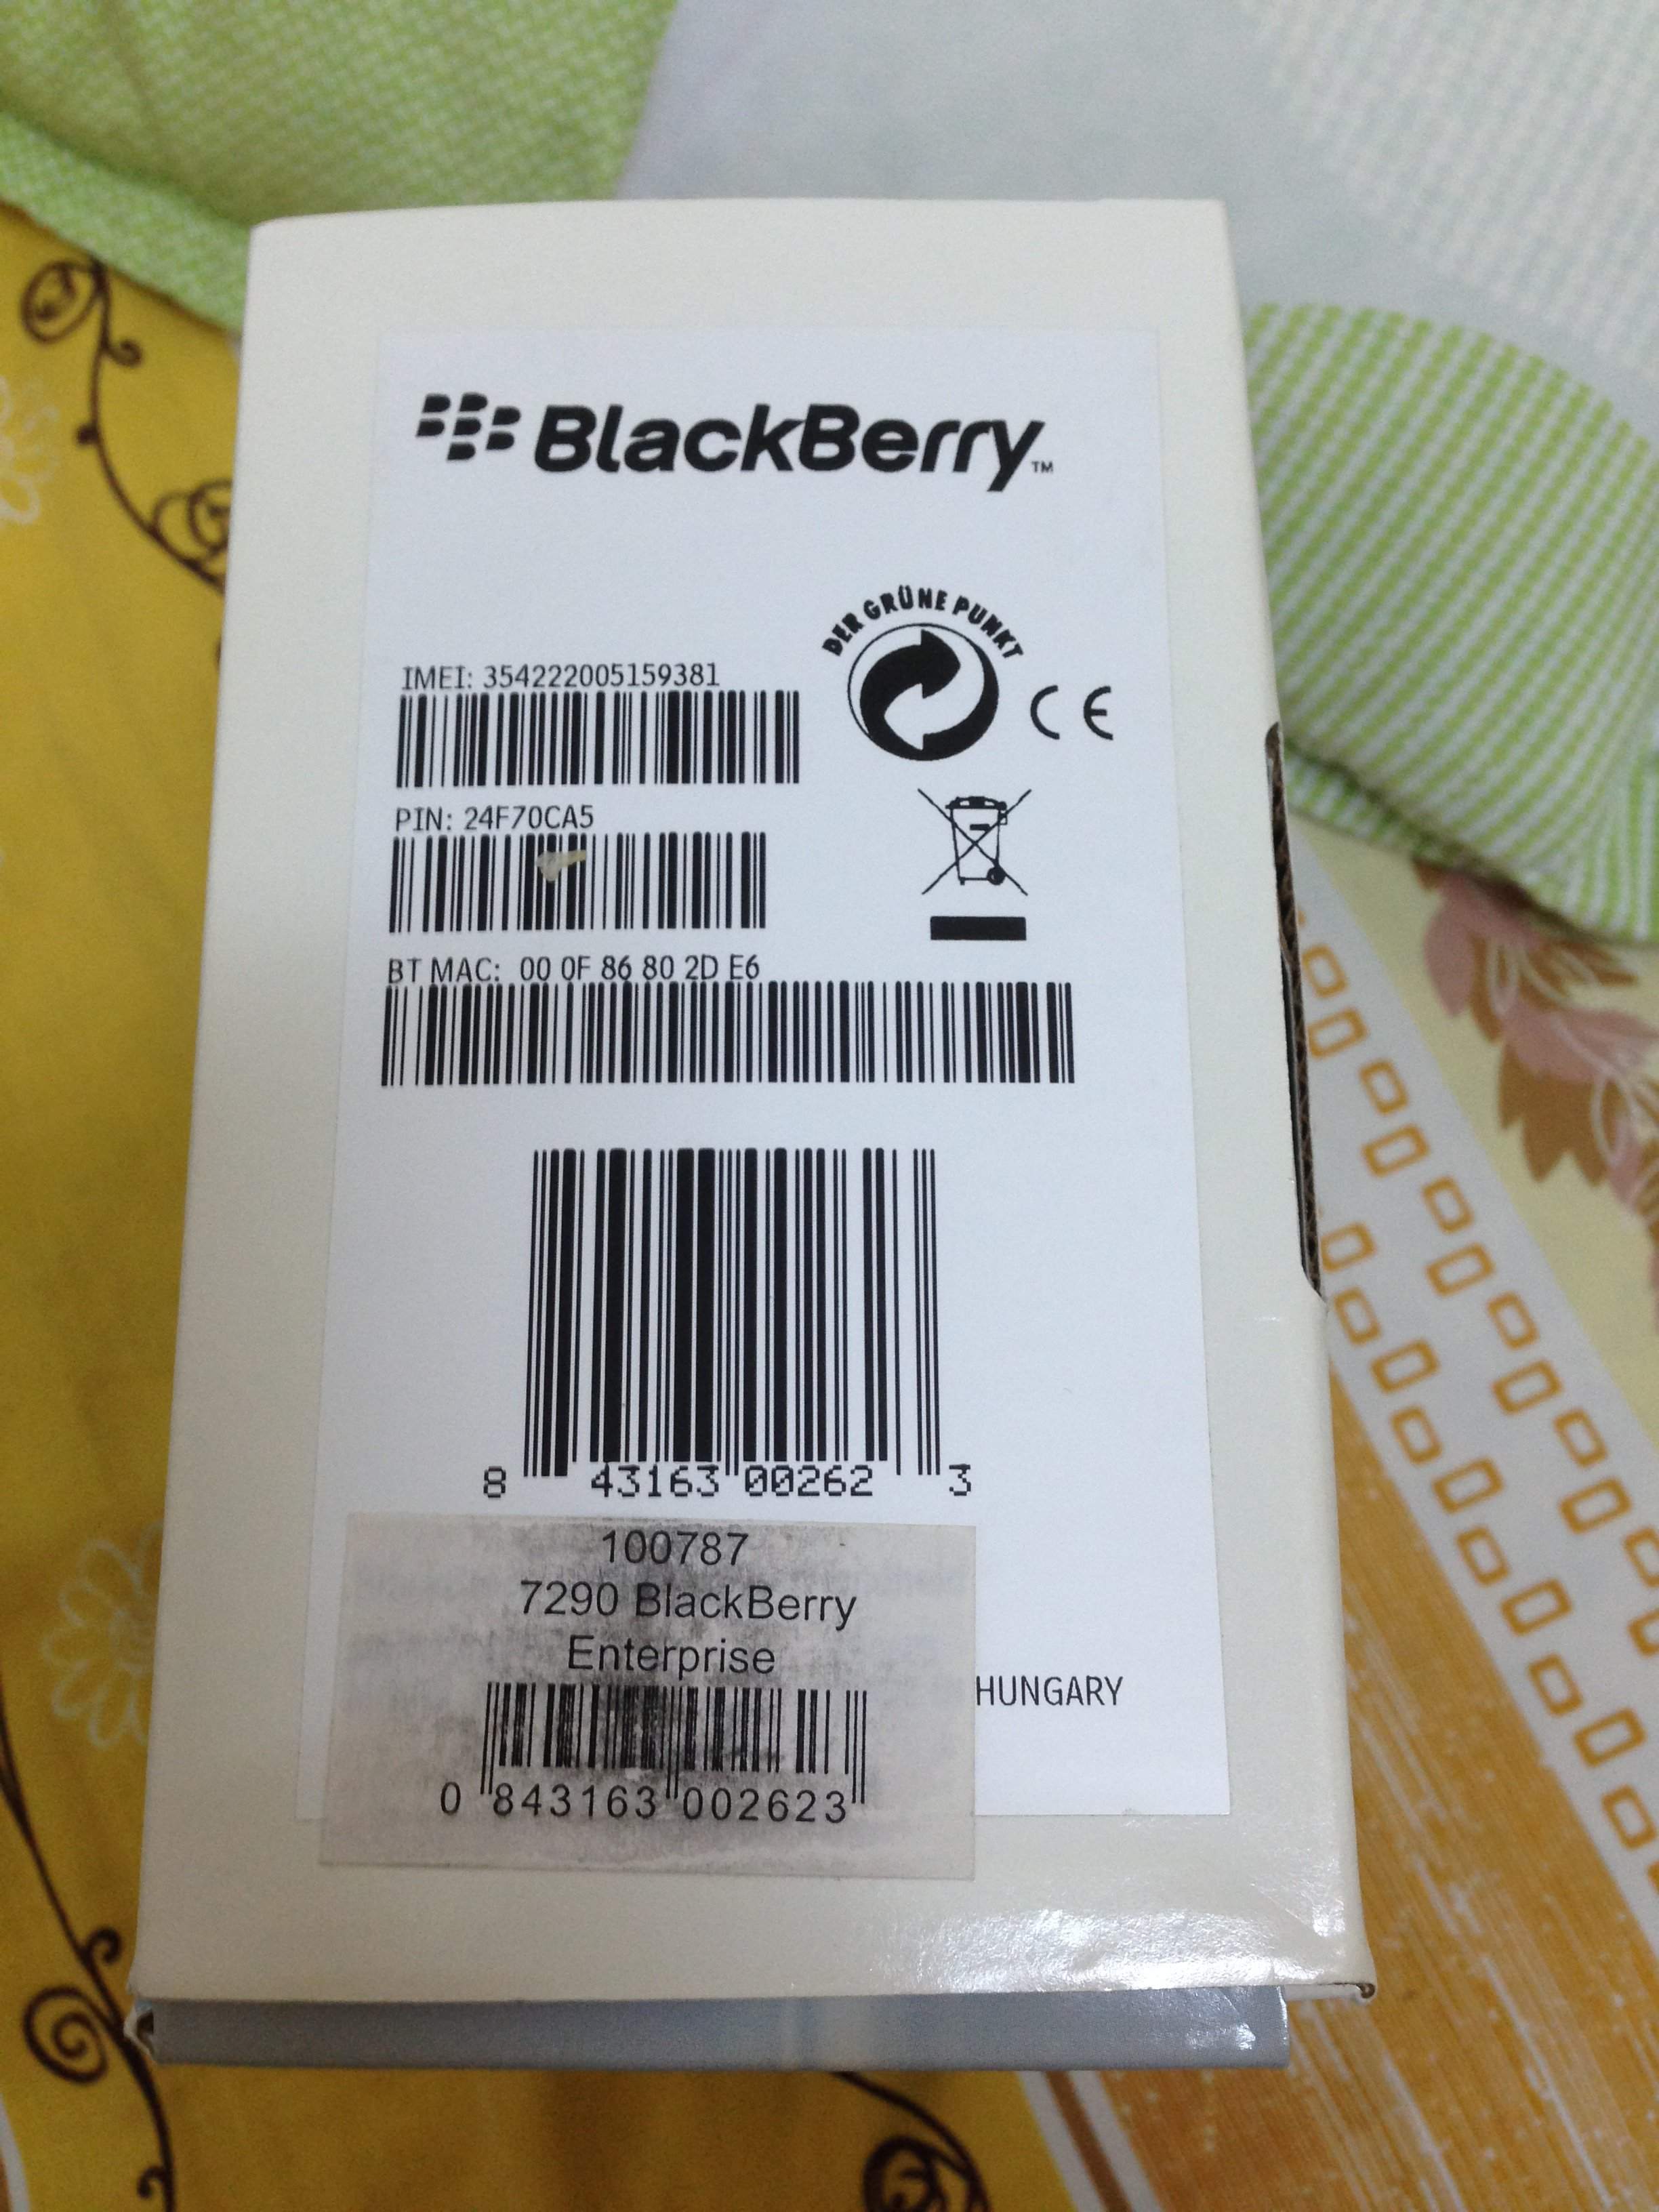 BlackBerry™
DER GRÜNE PUNKT
CE
IMEI: 354222005159381
PIN: 24F70CA5
BT MAC: 00 0F 86 80 2D E6
8 43163 00262 3
100787
7290 BlackBerry
Enterprise
HUNGARY
0 843163 002623